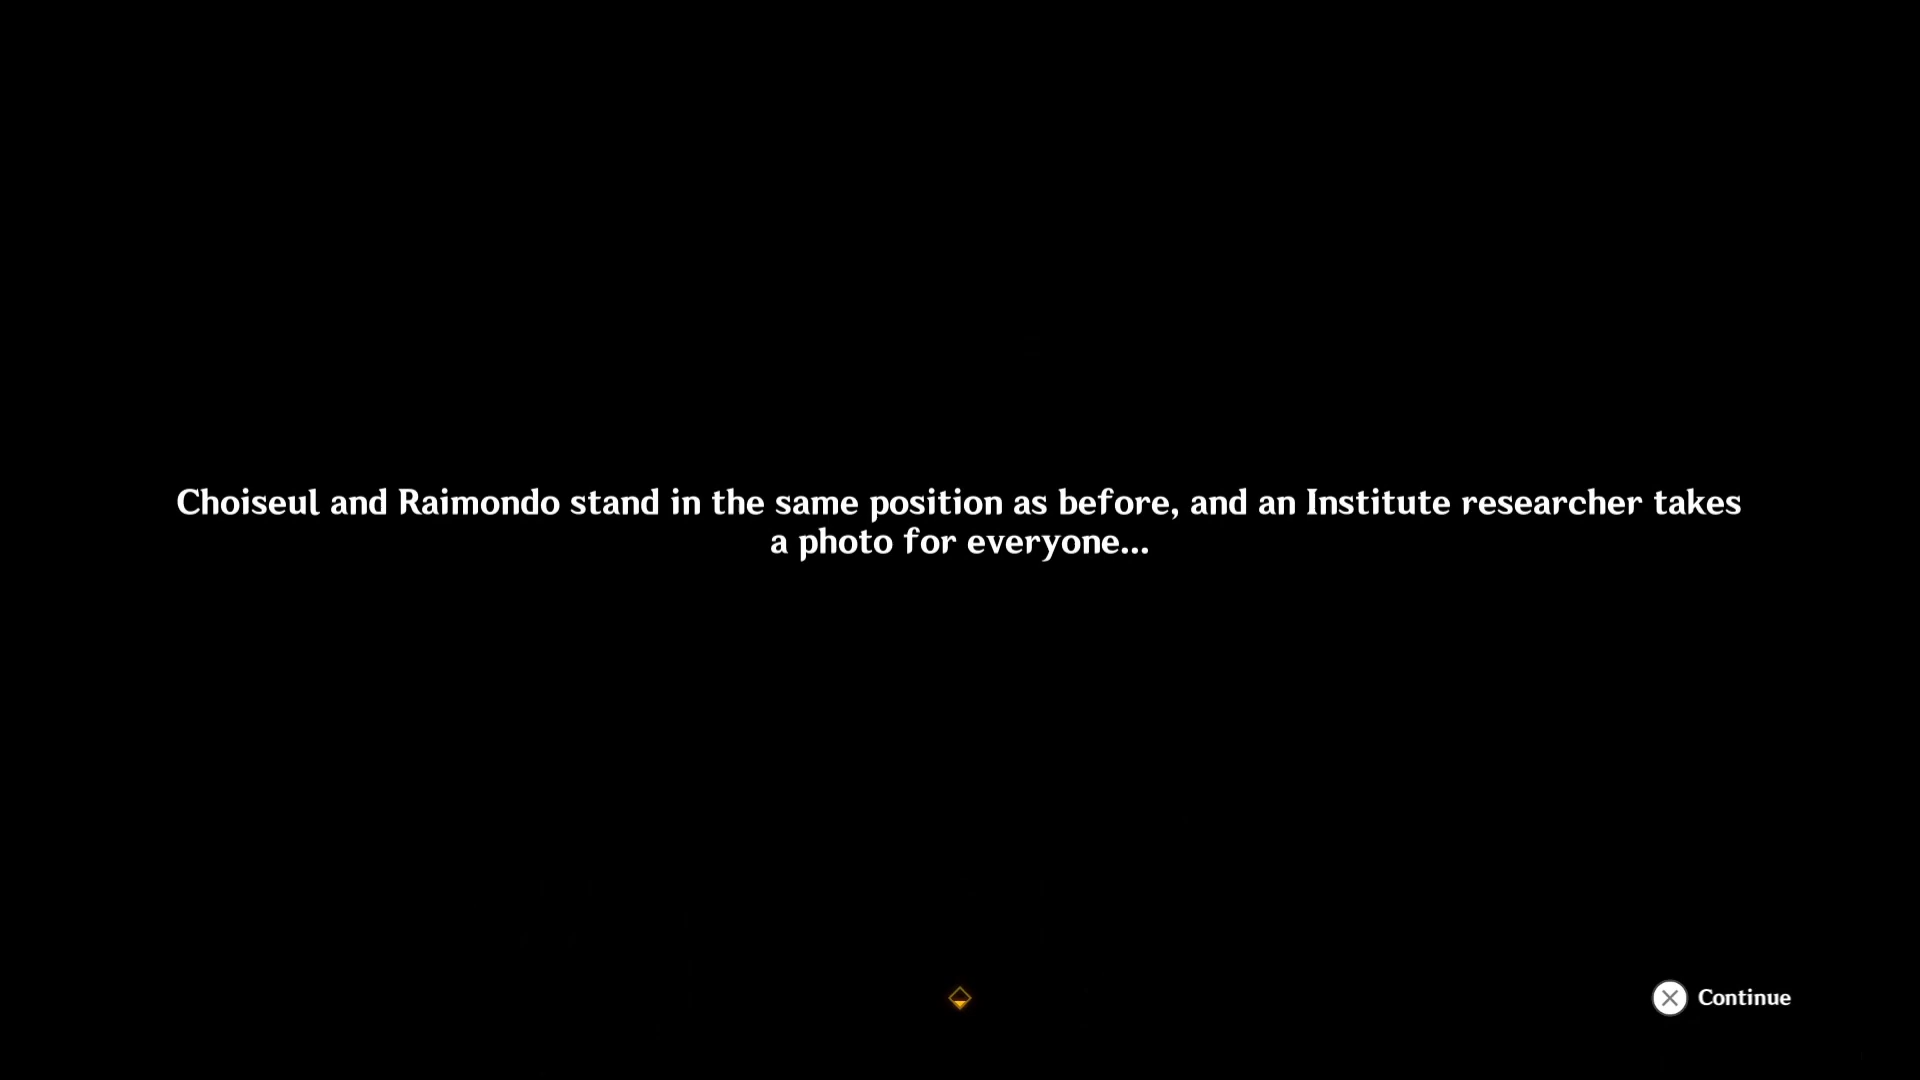 Choiseul and Raimondo stand in the same position as before, and an Institute researcher takes
a photo for everyone...
Continue